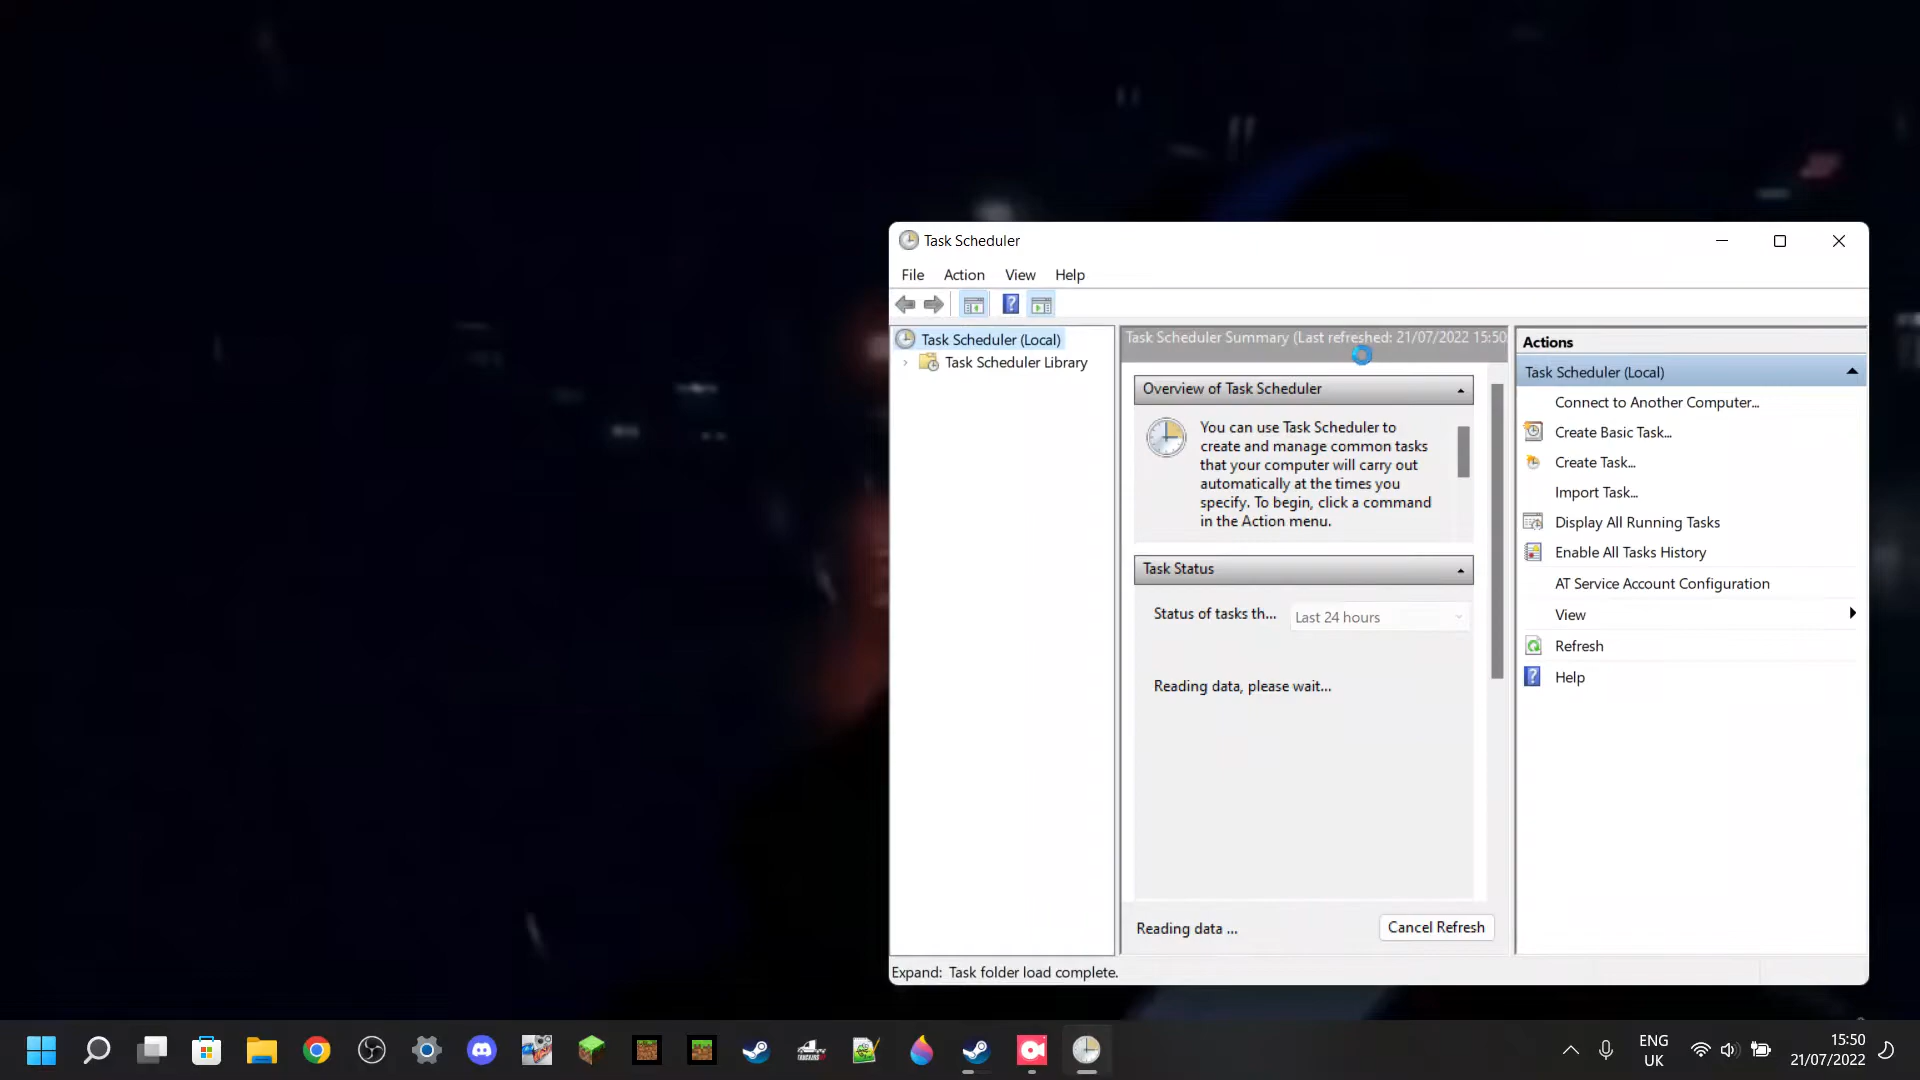 Task Scheduler
File Action View Help
Task Scheduler (Local)
Task Scheduler Library
Task Scheduler Summary (Last refreshed: 21/07/2022 15:50
Overview of Task Scheduler
You can use Task Scheduler to
create and manage common tasks
that your computer will carry out
automatically at the times you
specify. To begin, click a command
in the Action menu.
Task Status
Status of tasks th... Last 24 hours
Reading data, please wait...
Reading data ... Cancel Refresh
Actions
Task Scheduler (Local)
Connect to Another Computer...
Create Basic Task...
Create Task...
Import Task...
Display All Running Tasks
Enable All Tasks History
AT Service Account Configuration
View
Refresh
Help
Expand: Task folder load complete.
ENG
UK
15:50
21/07/2022